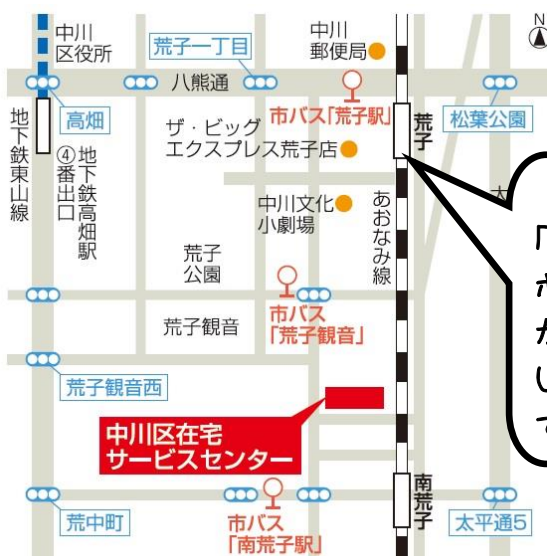 中川
区役所
荒子一丁目
中川
郵便局
N
八熊通
高畑
市バス「荒子駅」
荒子
松葉公園
地下鉄東山線
地下鉄高畑駅
④番出口
ザ・ビッグ
エクスプレス荒子店
中川文化
小劇場
あおなみ線
荒子
公園
市バス
「荒子観音」
荒子観音
荒子観音西
中川区在宅
サービスセンター
荒中町
市バス
「南荒子駅」
南荒子
太平通5